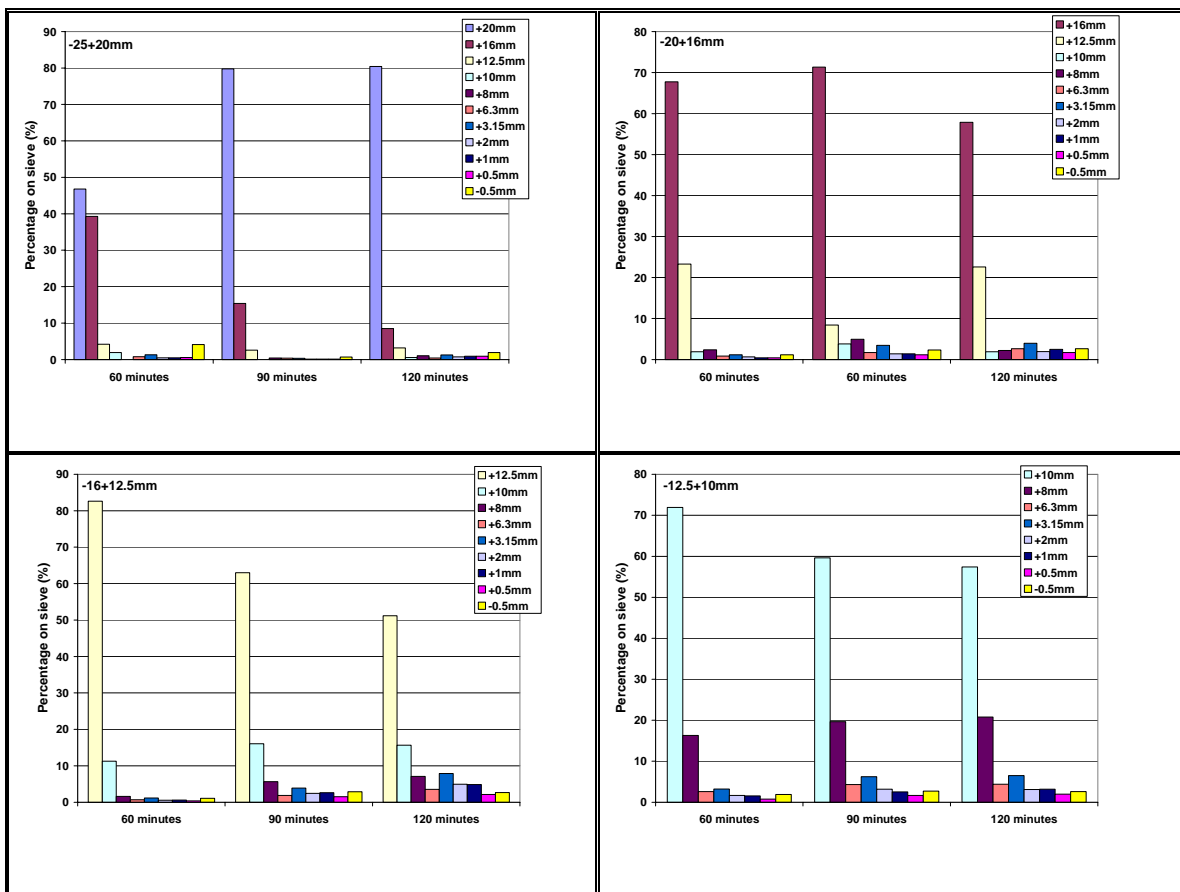 -25+20mm
Percentage on sieve (%)
90
80
70
60
50
40
30
20
10
0
60 minutes
90 minutes
120 minutes
+20mm
+16mm
+12.5mm
+10mm
+8mm
+6.3mm
+3.15mm
+2mm
+1mm
+0.5mm
-0.5mm
-20+16mm
Percentage on sieve (%)
80
70
60
50
40
30
20
10
0
60 minutes
60 minutes
120 minutes
+16mm
+12.5mm
+10mm
+8mm
+6.3mm
+3.15mm
+2mm
+1mm
+0.5mm
-0.5mm
-16+12.5mm
Percentage on sieve (%)
90
80
70
60
50
40
30
20
10
0
60 minutes
90 minutes
120 minutes
+12.5mm
+10mm
+8mm
+6.3mm
+3.15mm
+2mm
+1mm
+0.5mm
-0.5mm
-12.5+10mm
Percentage on sieve (%)
80
70
60
50
40
30
20
10
0
60 minutes
90 minutes
120 minutes
+10mm
+8mm
+6.3mm
+3.15mm
+2mm
+1mm
+0.5mm
-0.5mm